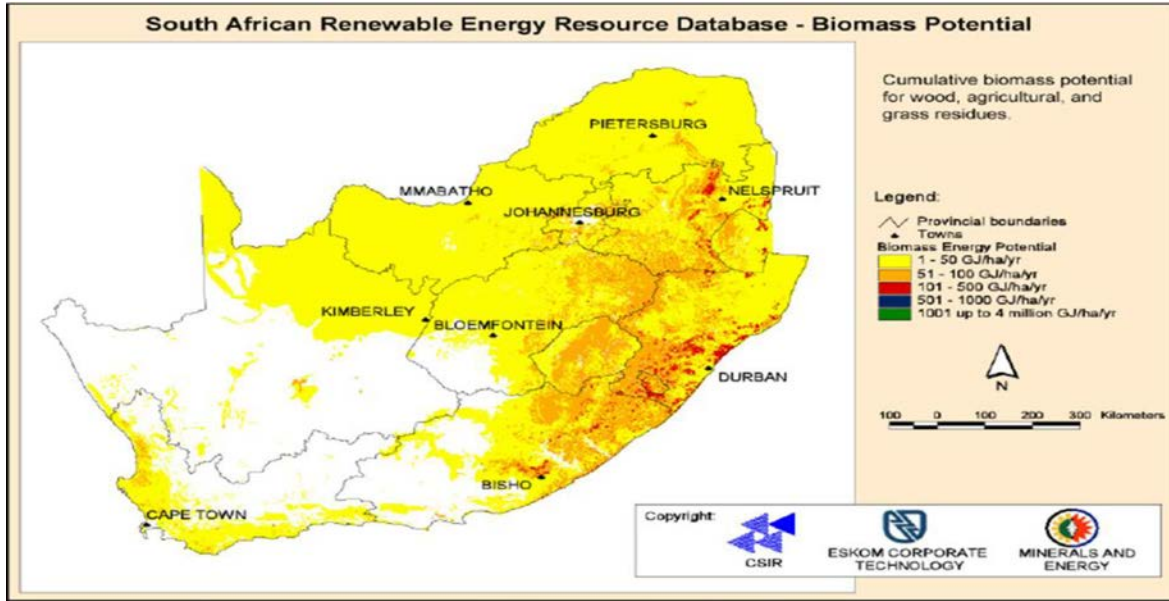 South African Renewable Energy Resource Database - Biomass Potential
Cumulative biomass potential
for wood, agricultural, and
grass residues.
PIETERSBURG
MMABATHO
NELSPRUIT
JOHANNESBURG
KIMBERLEY
BLOEMFONTEIN
DURBAN
BISHO
CAPE TOWN
Legend:
Provincial boundaries
Towns
Biomass Energy Potential
1 - 50 GJ/ha/yr
51 - 100 GJ/ha/yr
101 - 500 GJ/ha/yr
501 - 1000 GJ/ha/yr
1001 up to 4 million GJ/ha/yr
N
100 0 100 200 300 Kilometers
Copyright:
CSIR
ESKOM CORPORATE
TECHNOLOGY
MINERALS AND
ENERGY